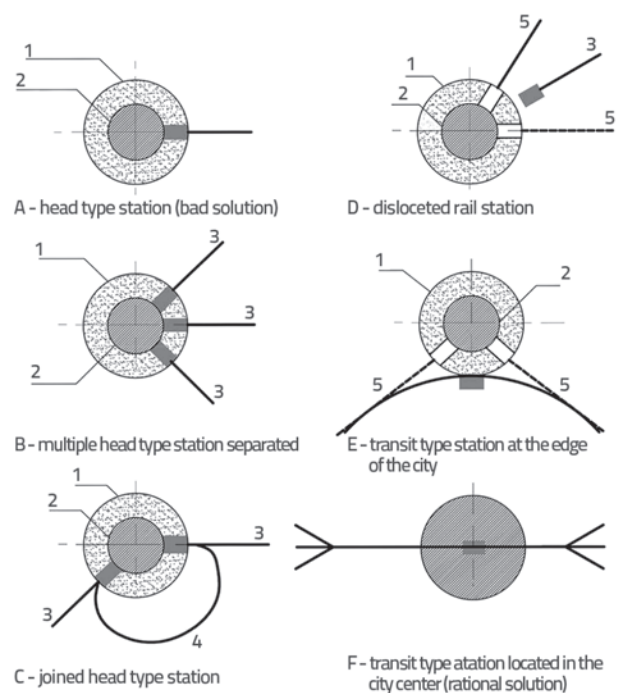 1
2
A - head type station (bad solution)
5
3
1
2
5
D - disloceted rail station
1
3
3
2
3
B - multiple head type station separated
1
2
5
5
E - transit type station at the edge
of the city
1
2
3
3
4
C - joined head type station
F - transit type atation located in the
city center (rational solution)